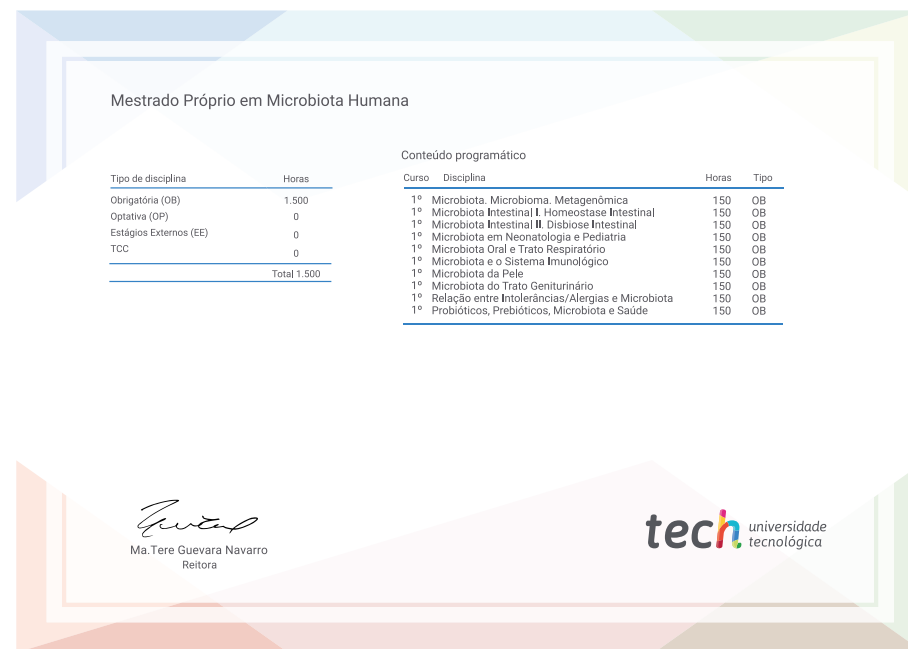 Mestrado Próprio em Microbiota Humana
Tipo de disciplina Horas
Obrigatória (OB) 1.500
Optativa (OP) 0
Estágios Externos (EE) 0
TCC 0
Total 1.500
Conteúdo programático
Curso Disciplina Horas Tipo
1º Microbiota. Microbioma. Metagenômica 150 OB
1º Microbiota Intestinal I. Homeostase Intestinal 150 OB
1º Microbiota Intestinal II. Disbiose Intestinal 150 OB
1º Microbiota em Neonatologia e Pediatria 150 OB
1º Microbiota Oral e Trato Respiratório 150 OB
1º Microbiota e o Sistema Imunológico 150 OB
1º Microbiota da Pele 150 OB
1º Microbiota do Trato Geniturinário 150 OB
1º Relação entre Intolerâncias/Alergias e Microbiota 150 OB
1º Probióticos, Prebióticos, Microbiota e Saúde 150 OB
Ma.Tere Guevara Navarro
Reitora
tech universidade
tecnológica